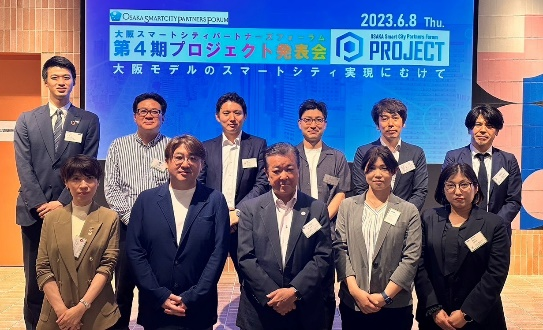 OSAKA SMART CITY PARTNERS FORUM
2023.6.8 Thu.
大阪スマートシティパートナーズフォーラム
第4期プロジェクト発表会
OSAKA Smart City Partners Forum
PROJECT
大阪モデルのスマートシティ実現にむけて